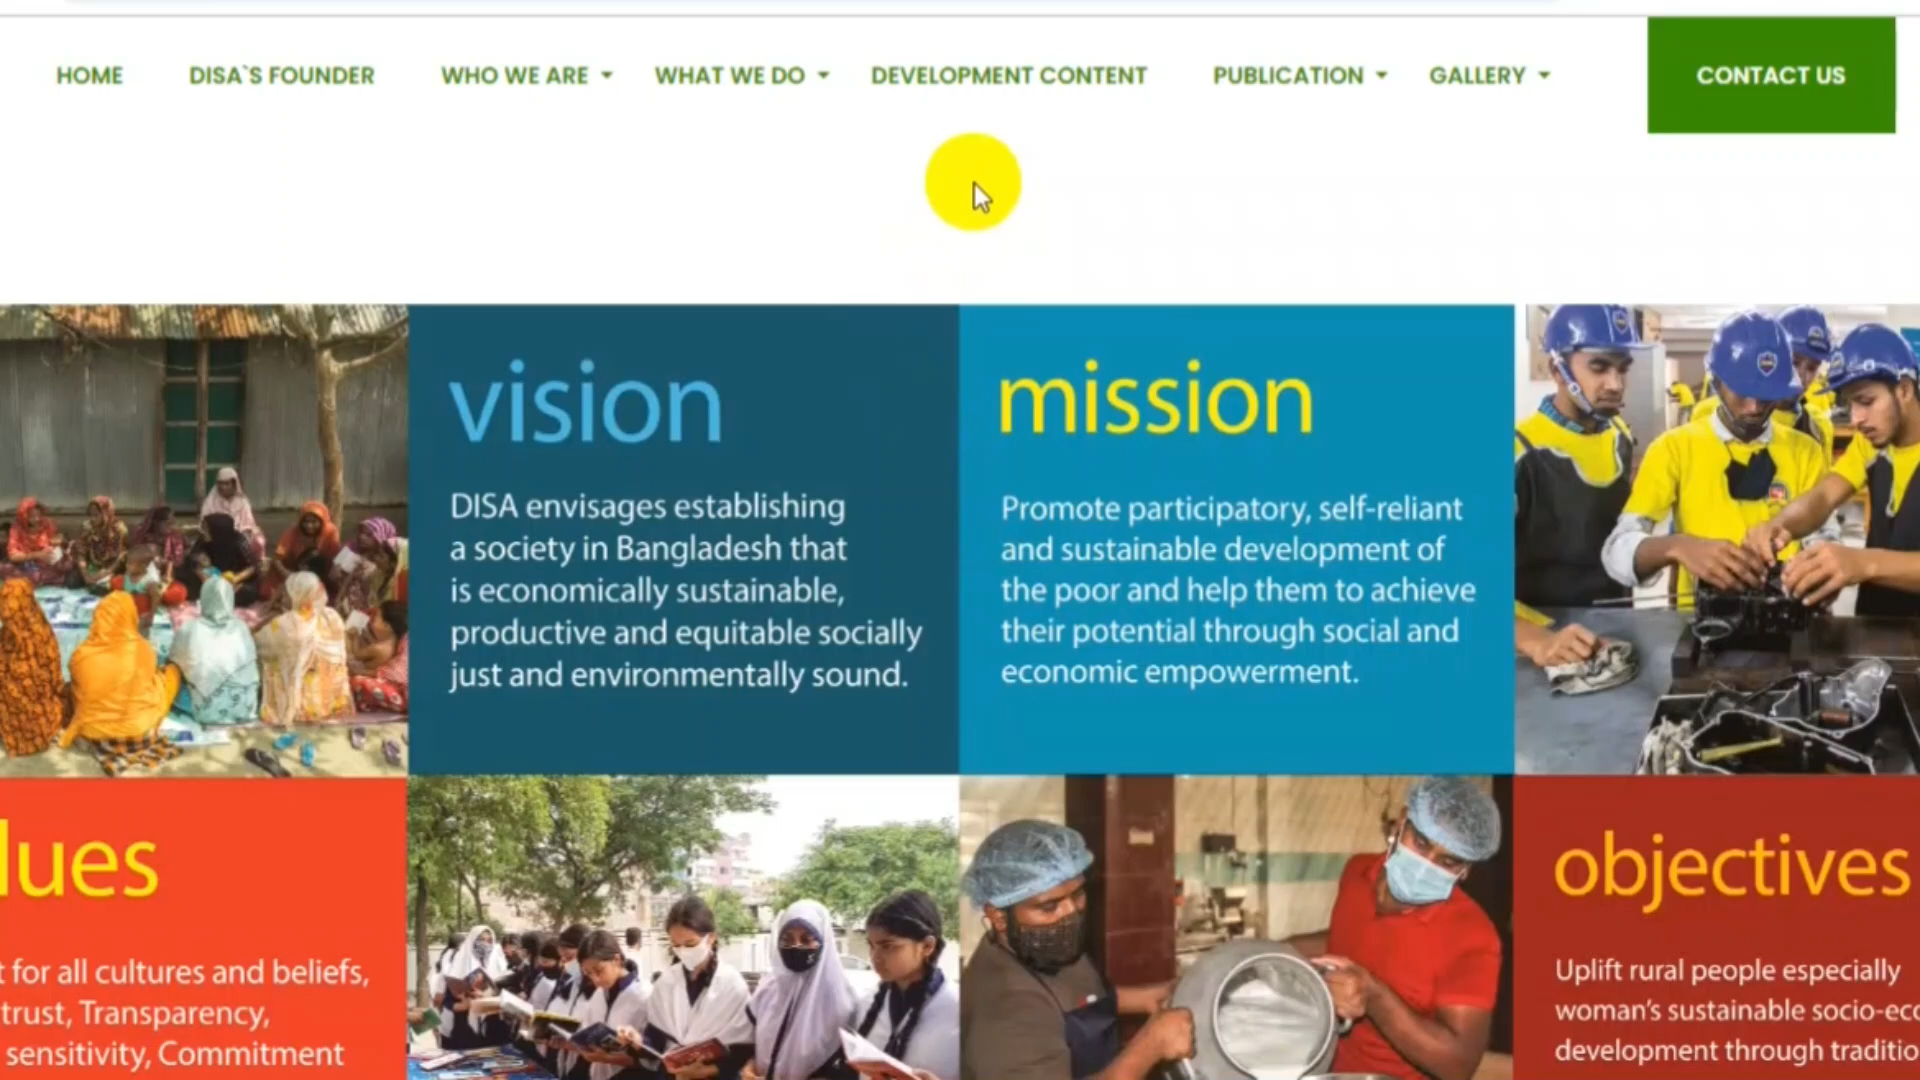 HOME DISA`S FOUNDER WHO WE ARE WHAT WE DO DEVELOPMENT CONTENT PUBLICATION GALLERY CONTACT US
vision
DISA envisages establishing
a society in Bangladesh that
is economically sustainable,
productive and equitable socially
just and environmentally sound.
mission
Promote participatory, self-reliant
and sustainable development of
the poor and help them to achieve
their potential through social and
economic empowerment.
lues
t for all cultures and beliefs,
trust, Transparency,
sensitivity, Commitment
objectives
Uplift rural people especially
woman's sustainable socio-eco
development through traditio